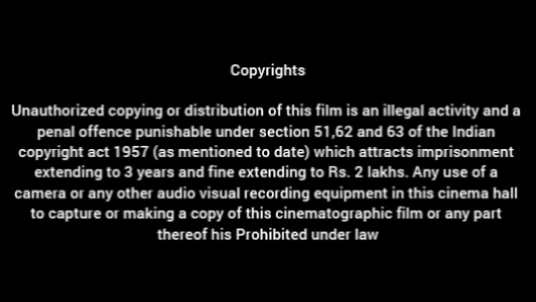 Copyrights
Unauthorized copying or distribution of this film is an illegal activity and a
penal offence punishable under section 51,62 and 63 of the Indian
copyright act 1957 (as mentioned to date) which attracts imprisonment
extending to 3 years and fine extending to Rs. 2 lakhs. Any use of a
camera or any other audio visual recording equipment in this cinema hall
to capture or making a copy of this cinematographic film or any part
thereof his Prohibited under law